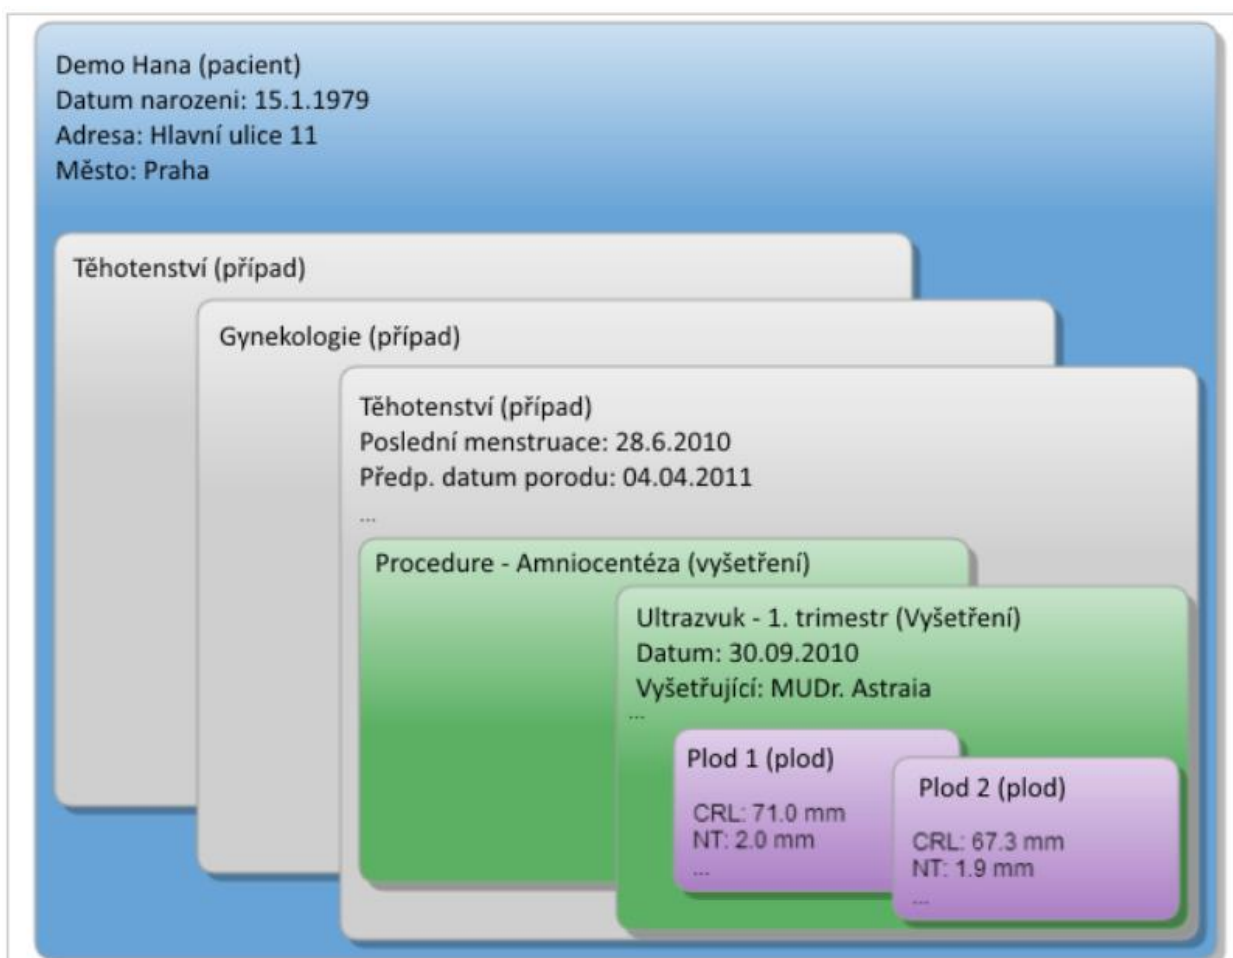 Demo Hana (pacient)
Datum narozeni: 15.1.1979
Adresa: Hlavní ulice 11
Město: Praha
Těhotenství (případ)
Gynekologie (případ)
Těhotenství (případ)
Poslední menstruace: 28.6.2010
Předp. datum porodu: 04.04.2011
...
Procedure - Amniocentéza (vyšetření)
Ultrazvuk - 1. trimestr (Vyšetření)
Datum: 30.09.2010
Vyšetřující: MUDr. Astraia
...
Plod 1 (plod)
CRL: 71.0 mm
NT: 2.0 mm
...
Plod 2 (plod)
CRL: 67.3 mm
NT: 1.9 mm
...